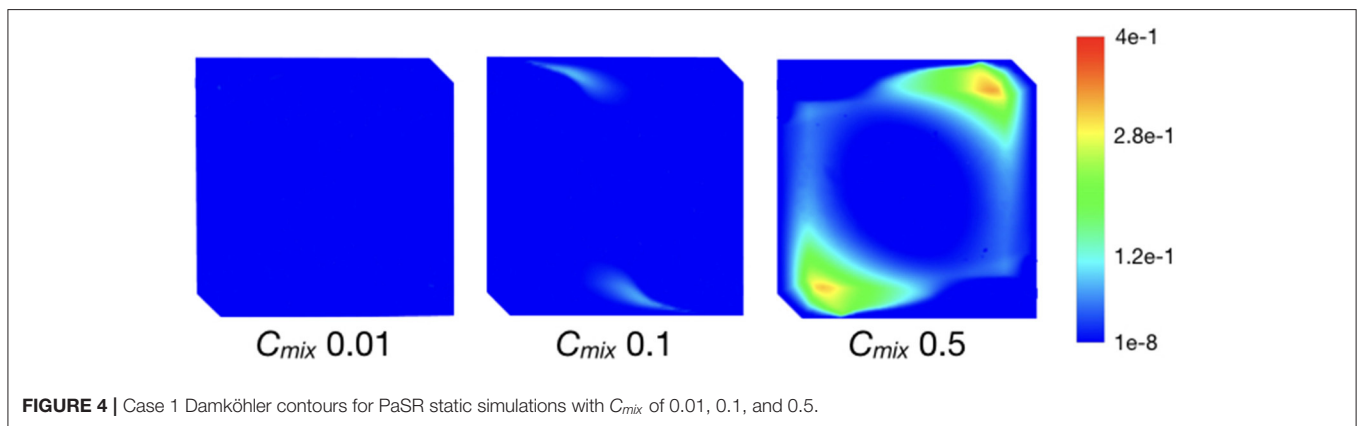 4e-1
2.8e-1
1.2e-1
1e-8
Cmix 0.01
Cmix 0.1
Cmix 0.5
FIGURE 4 | Case 1 Damköhler contours for PaSR static simulations with Cmix of 0.01, 0.1, and 0.5.